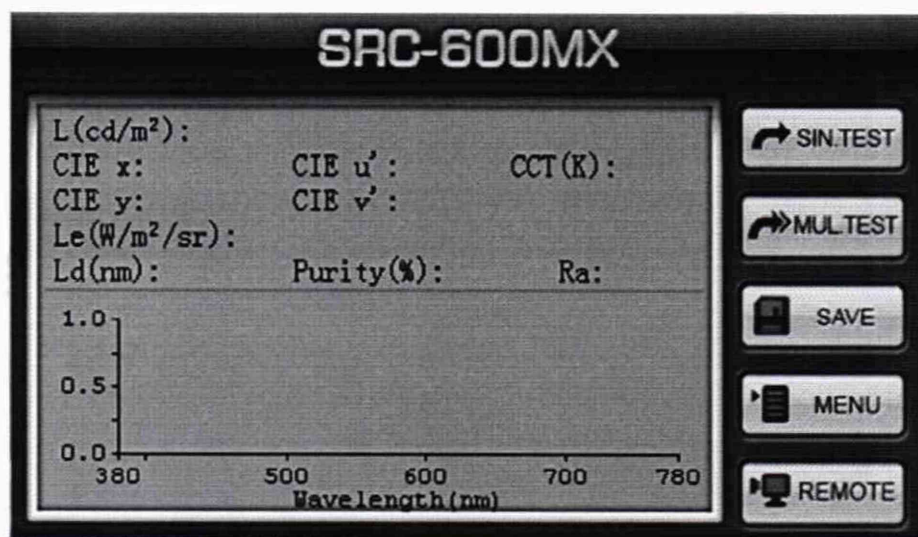 SRC-600MX
L(cd/m²):
CIE x: CIE u': CCT(K):
CIE y: CIE v':
Le(W/m²/sr):
Ld(nm): Purity(%): Ra:
1.0
0.5
0.0
380 500 600 700 780
Wavelength(nm)
SIN.TEST
MUL.TEST
SAVE
MENU
REMOTE